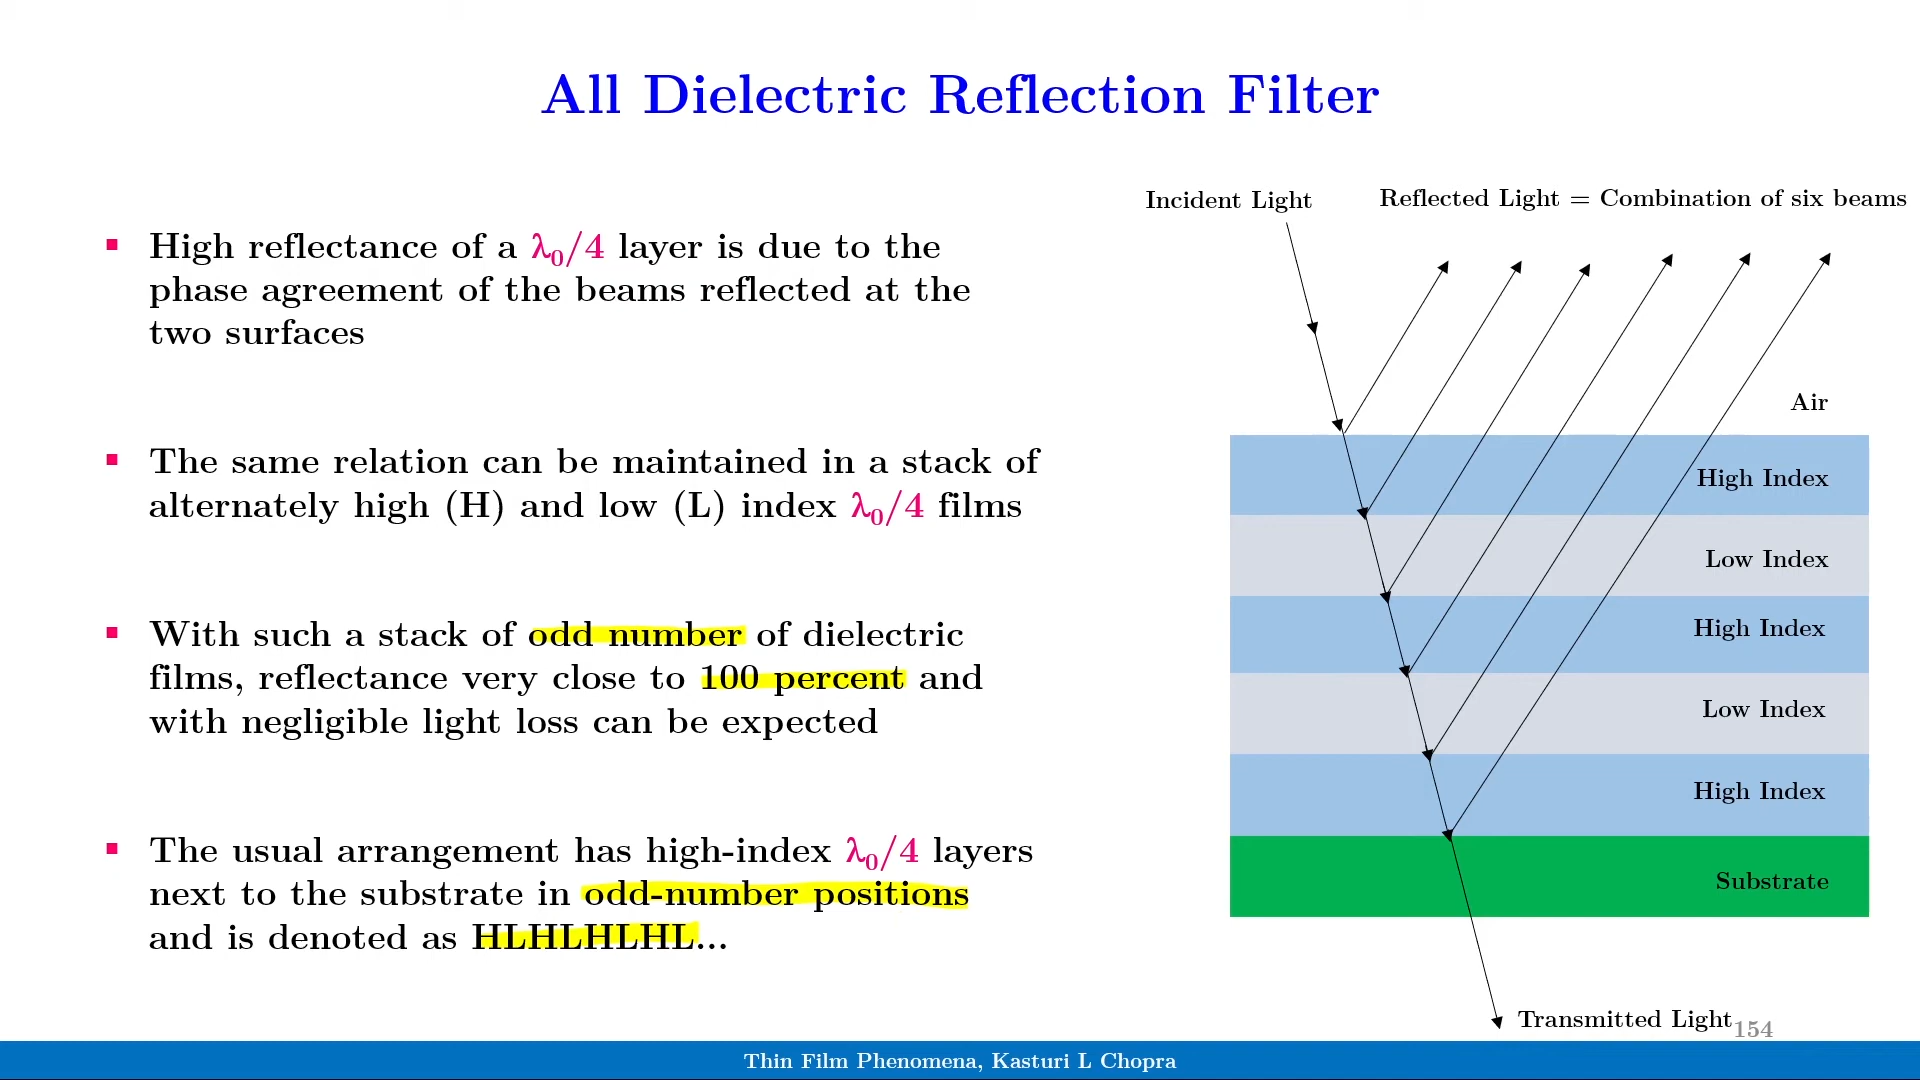 All Dielectric Reflection Filter
High reflectance of a λ0/4 layer is due to the
phase agreement of the beams reflected at the
two surfaces
The same relation can be maintained in a stack of
alternately high (H) and low (L) index λ0/4 films
With such a stack of odd number of dielectric
films, reflectance very close to 100 percent and
with negligible light loss can be expected
The usual arrangement has high-index λ0/4 layers
next to the substrate in odd-number positions
and is denoted as HLHLHLHL...
Incident Light
Reflected Light = Combination of six beams
Air
High Index
Low Index
High Index
Low Index
High Index
Substrate
Transmitted Light
154
Thin Film Phenomena, Kasturi L Chopra